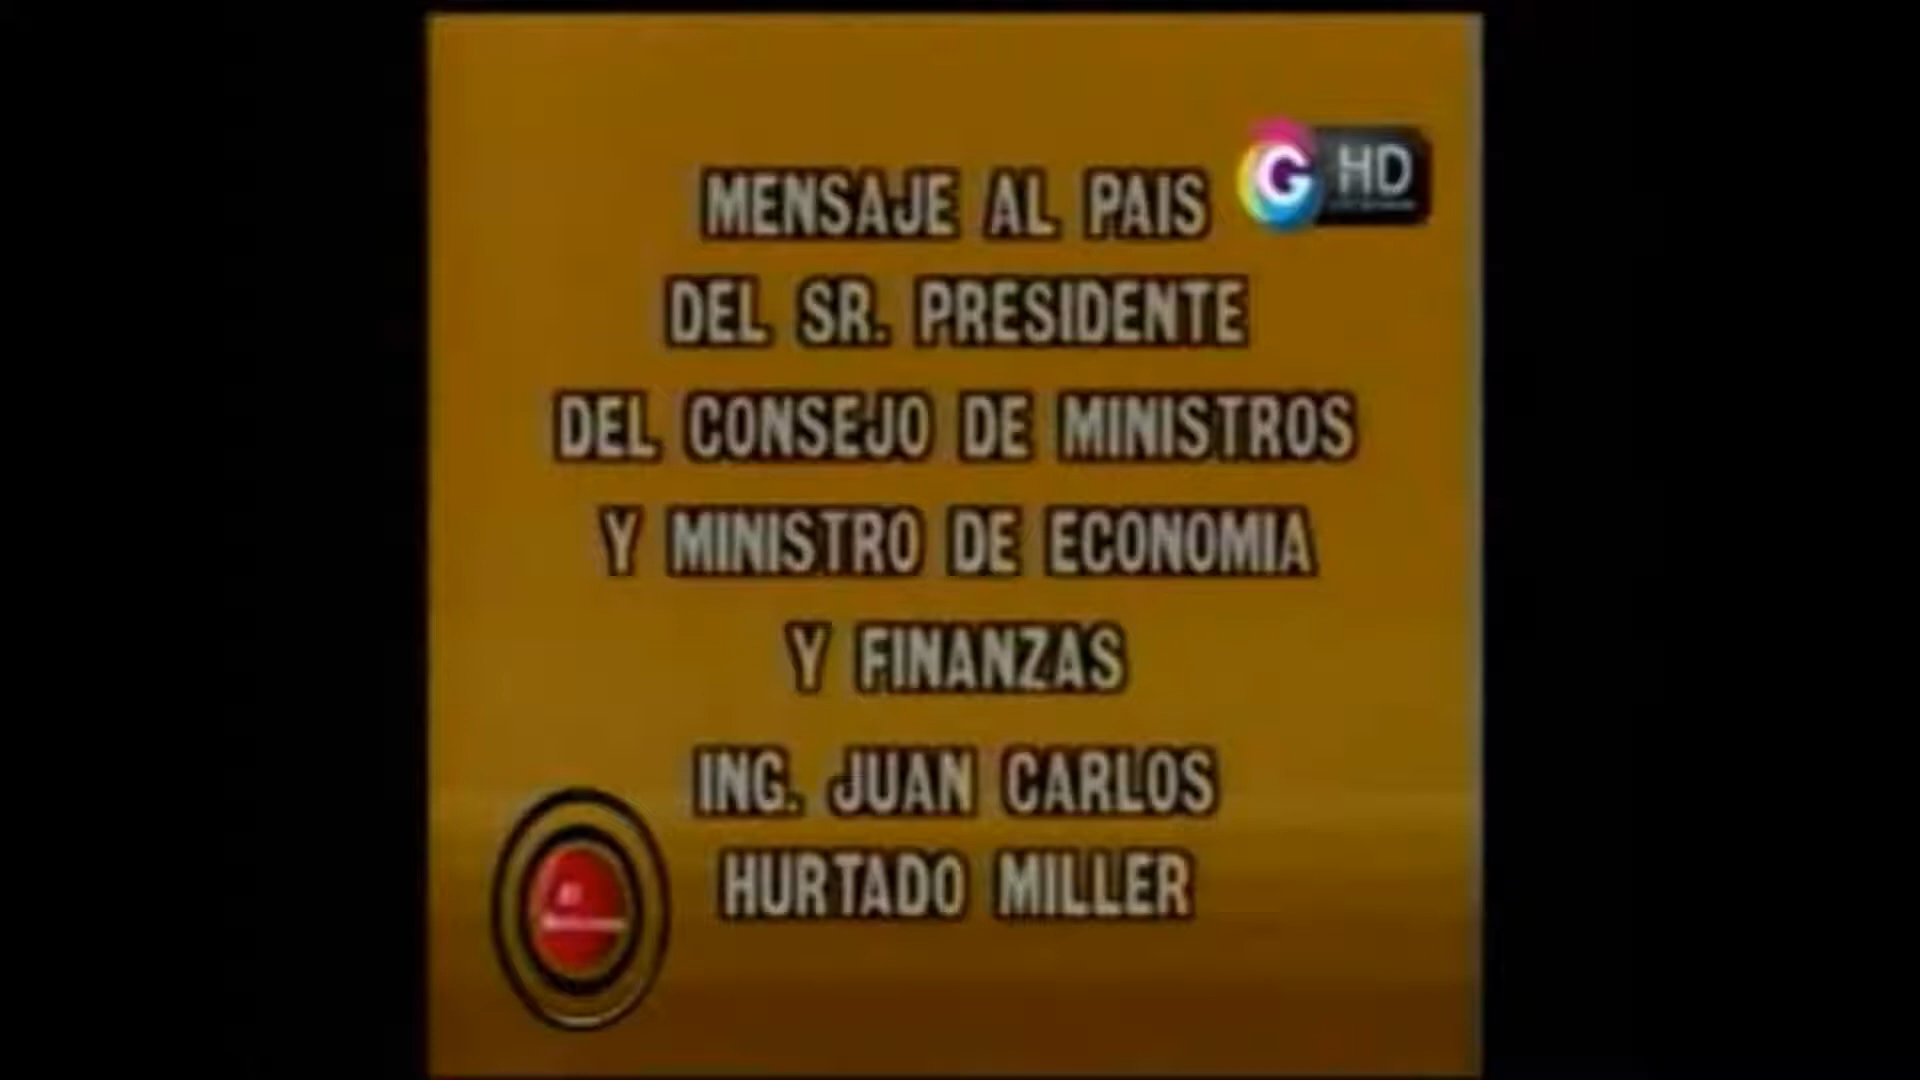 MENSAJE AL PAIS
G HD
DEL SR. PRESIDENTE
DEL CONSEJO DE MINISTROS
Y MINISTRO DE ECONOMIA
Y FINANZAS
ING. JUAN CARLOS
HURTADO MILLER